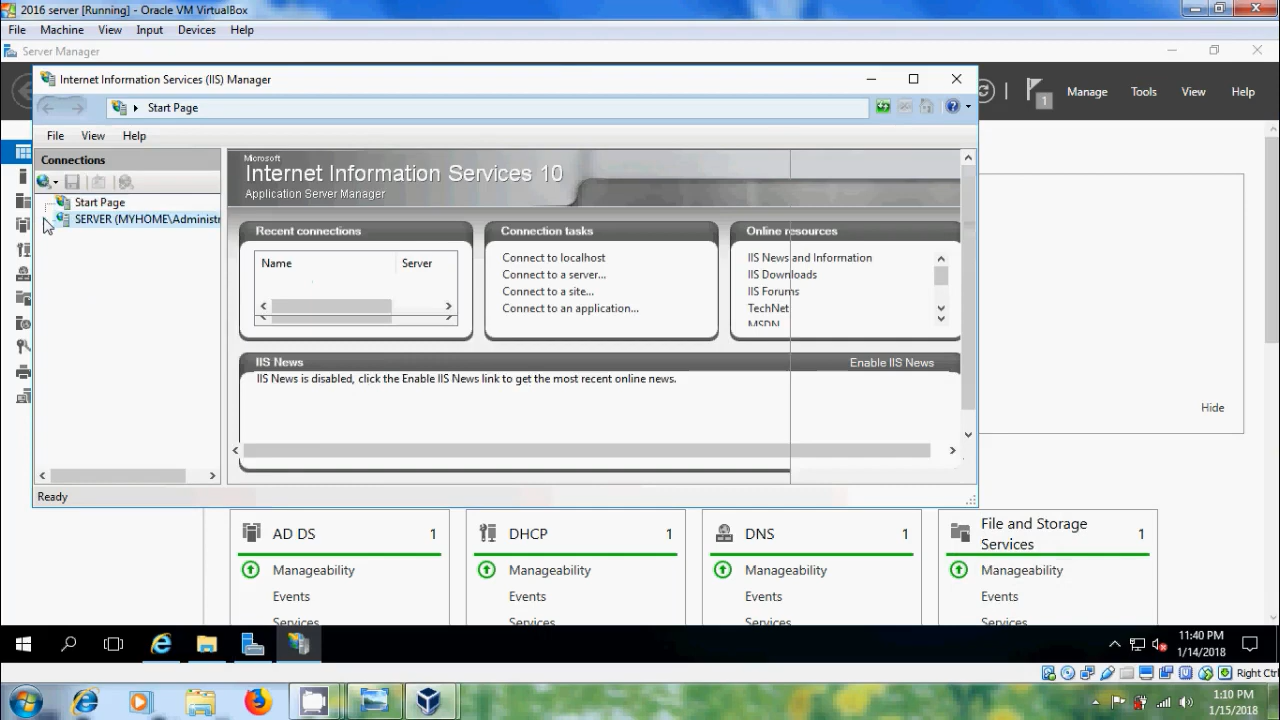 2016 server [Running] - Oracle VM VirtualBox
File Machine View Input Devices Help
Server Manager
Internet Information Services (IIS) Manager
Start Page
1
Manage Tools View Help
File View Help
Connections
Start Page
SERVER (MYHOME\Administr
Microsoft
Internet Information Services 10
Application Server Manager
Recent connections
Name Server
Connection tasks
Connect to localhost
Connect to a server...
Connect to a site...
Connect to an application...
Online resources
IIS News and Information
IIS Downloads
IIS Forums
TechNet
MSDN
IIS News
Enable IIS News
IIS News is disabled, click the Enable IIS News link to get the most recent online news.
Hide
Ready
AD DS 1
Manageability
Events
Services
DHCP 1
Manageability
Events
Services
DNS 1
Manageability
Events
Services
File and Storage
Services 1
Manageability
Events
Services
11:40 PM
1/14/2018
Right Ctrl
1:10 PM
1/15/2018